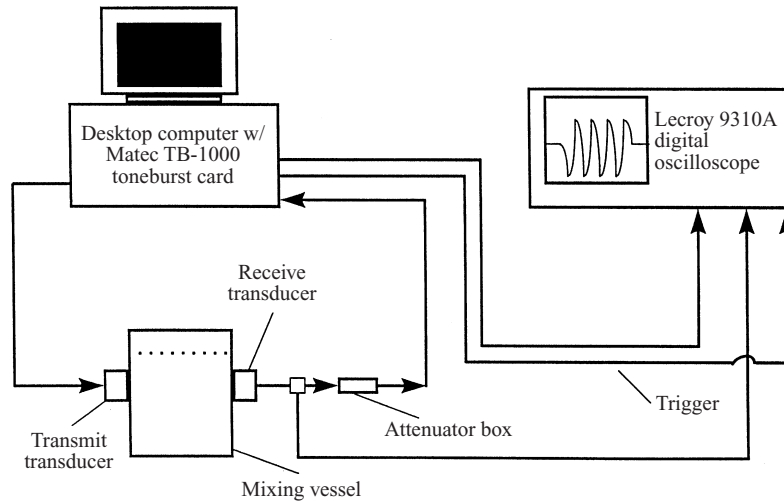 Desktop computer w/
Matec TB-1000
toneburst card
Lecroy 9310A
digital
oscilloscope
Receive
transducer
Trigger
Attenuator box
Transmit
transducer
Mixing vessel